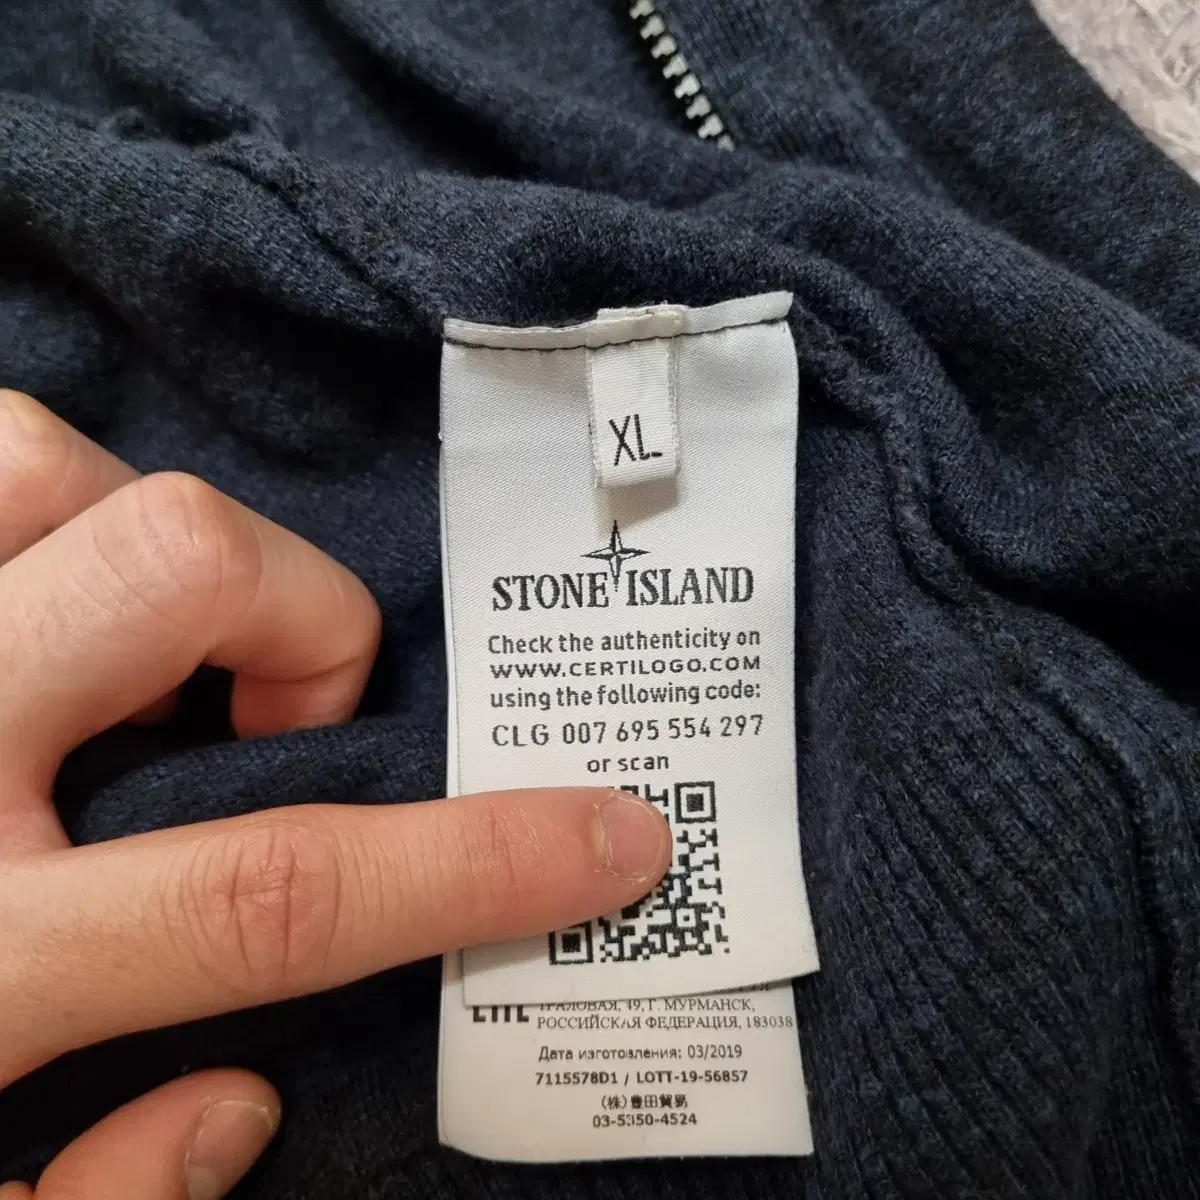 XL
STONE ISLAND
Check the authenticity on
WWW.CERTILOGO.COM
using the following code:
CLG 007 695 554 297
or scan
ТРАЛОВАЯ, 49, Г. МУРМАНСК,
РОССИЙСКАЯ ФЕДЕРАЦИЯ, 183038
Дата изготовления: 03/2019
7115578D1 / LOTT-19-56857
(株)豊田貿易
03-5350-4524